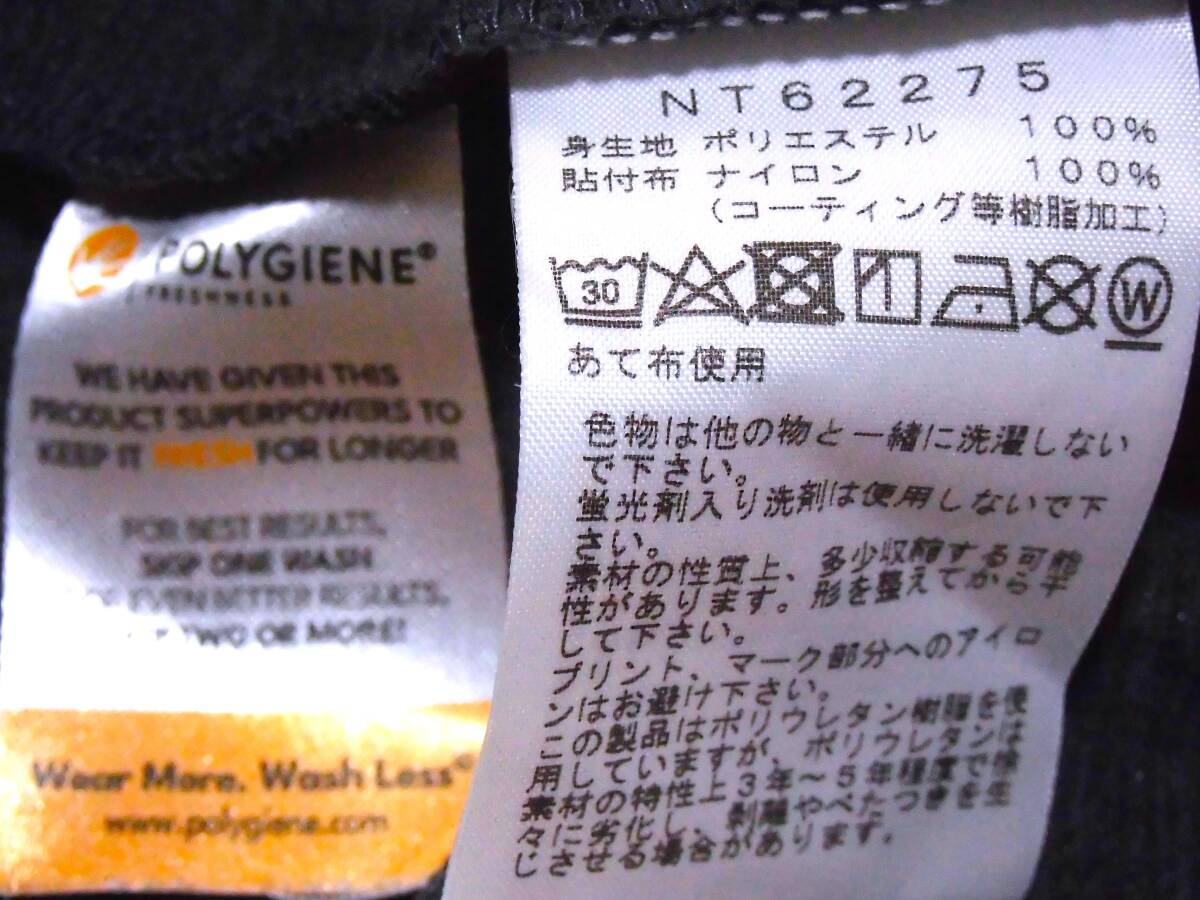 POLYGIENE®
FRESHNESS
WE HAVE GIVEN THIS
PRODUCT SUPERPOWERS TO
KEEP IT FRESH FOR LONGER
FOR BEST RESULTS,
SKIP ONE WASH
EVEN BETTER RESULTS,
TWO OR MORE!
Wear More. Wash Less®
www.polygiene.com
NT62275
身生地 ポリエステル 100%
貼付布 ナイロン 100%
(コーティング等樹脂加工)
30 W
あて布使用
色物は他の物と一緒に洗濯しない
で下さい。
蛍光剤入り洗剤は使用しないで下
さい。
素材の性質上、多少収縮する可能
性があります。形を整えてから干
して下さい。
プリント、マーク部分へのアイロ
ンはお避け下さい。
この製品はポリウレタン樹脂を使
用していますが、ポリウレタンは
素材の特性上3年～5年程度で徐
々に劣化し、剥離やべたつきを生
じさせる場合があります。